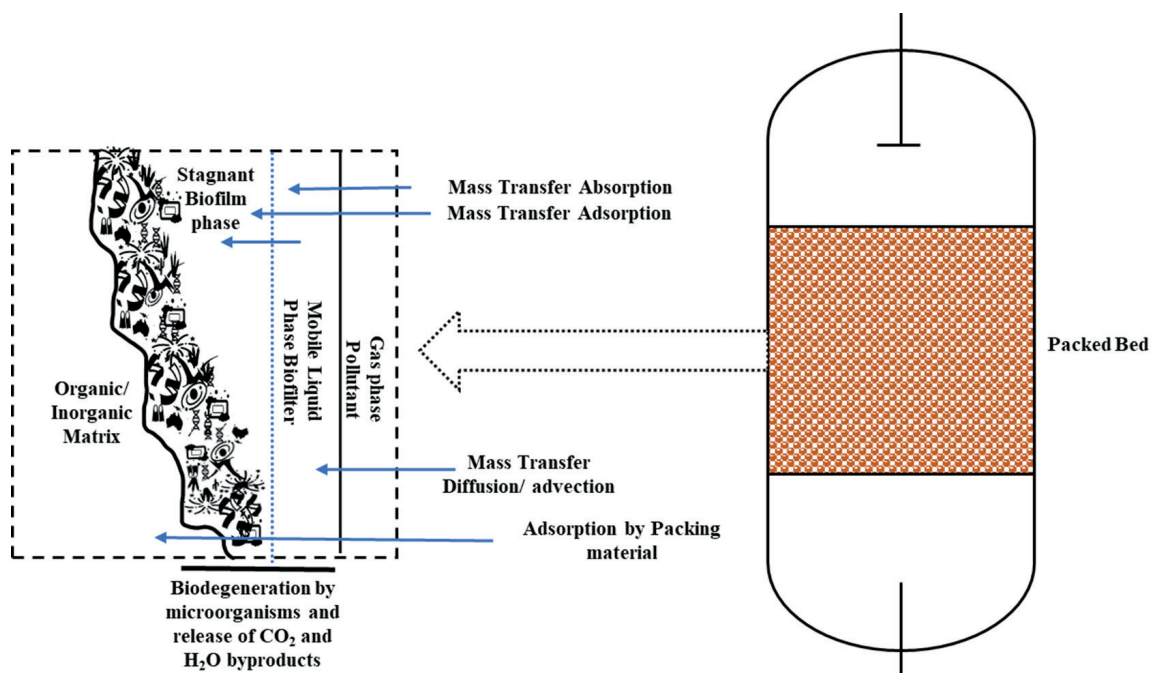 Stagnant
Biofilm
phase
Mass Transfer Absorption
Mass Transfer Adsorption
Mobile Liquid
Phase Biofilter
Gas phase
Pollutant
Packed Bed
Organic/
Inorganic
Matrix
Mass Transfer
Diffusion/ advection
Adsorption by Packing
material
Biodegeneration by
microorganisms and
release of CO₂ and
H₂O byproducts